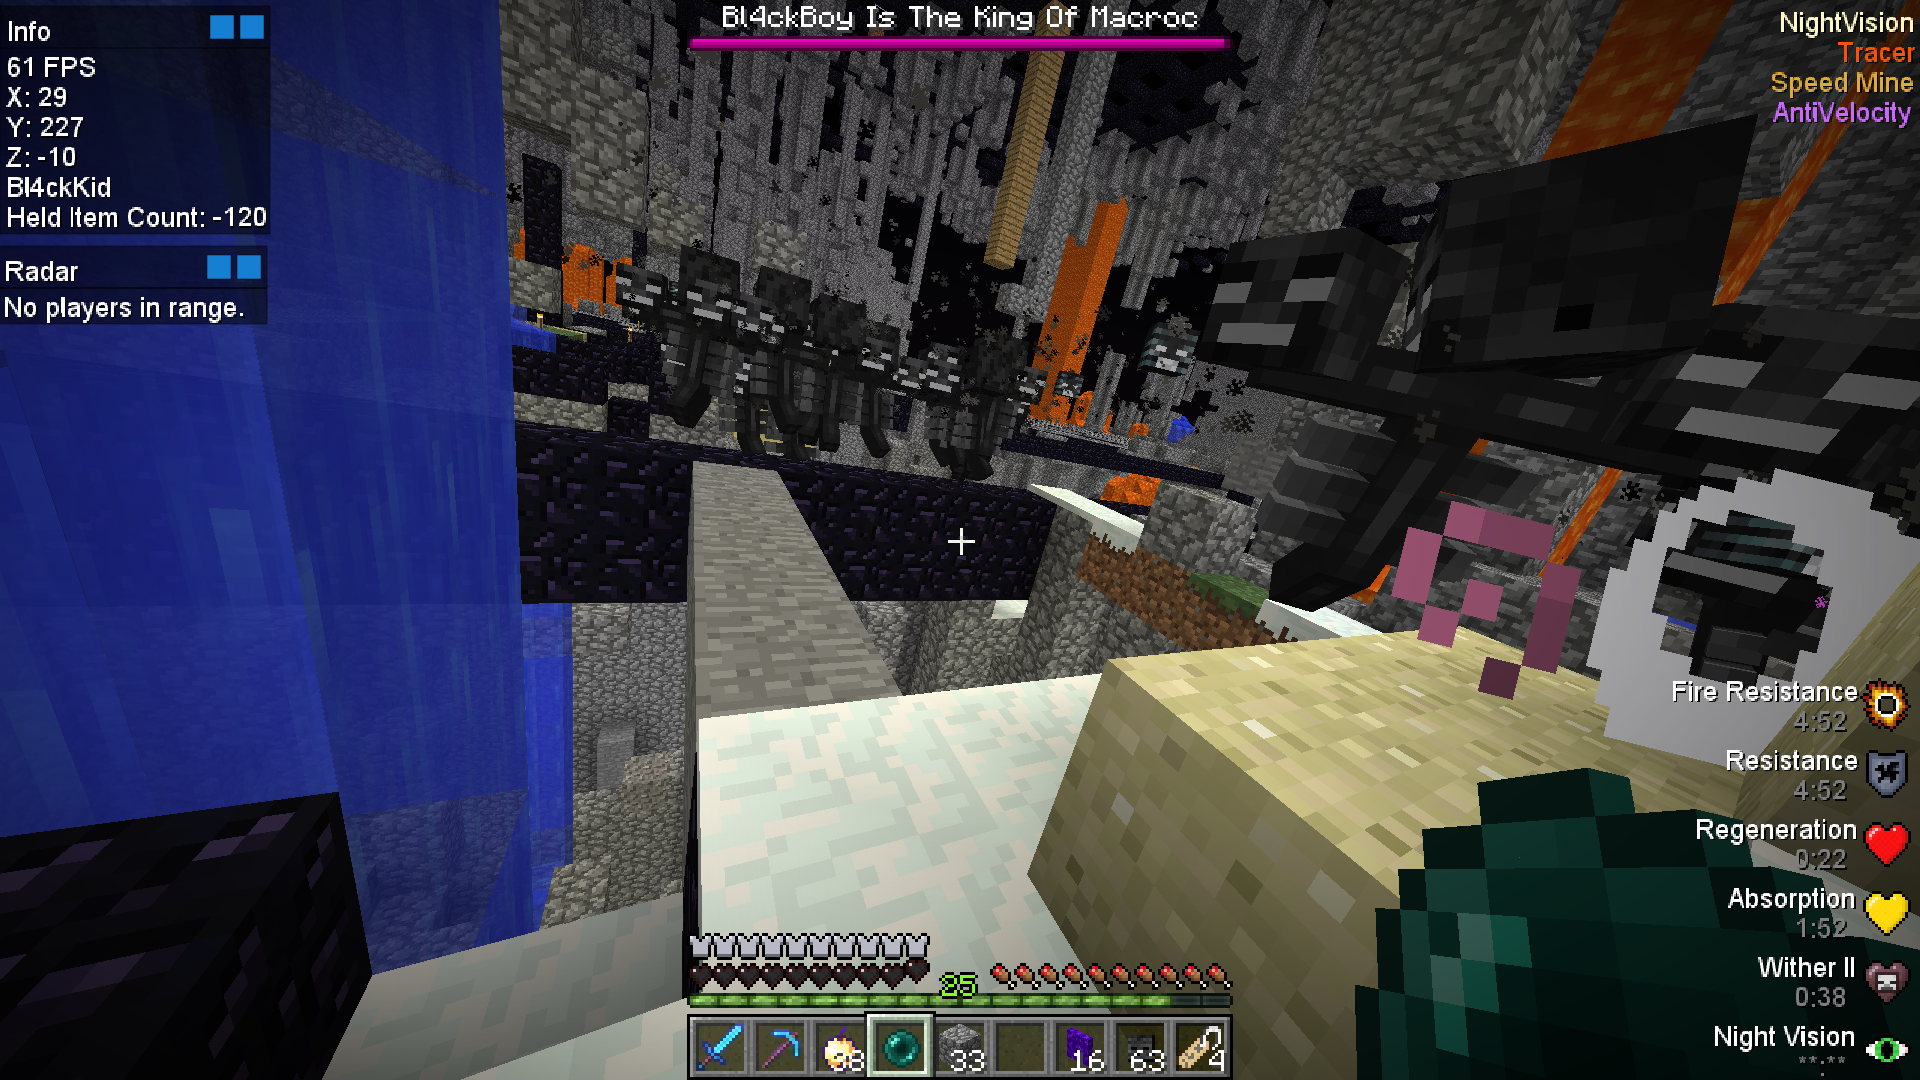 Bl4ckBoy Is The King Of Macroc
Info
61 FPS
X: 29
Y: 227
Z: -10
Bl4ckKid
Held Item Count: -120
Radar
No players in range.
NightVision
Tracer
Speed Mine
AntiVelocity
Fire Resistance
4:52
Resistance
4:52
Regeneration
0:22
Absorption
1:52
Wither II
0:38
Night Vision
**:**
25
33
16
63
4